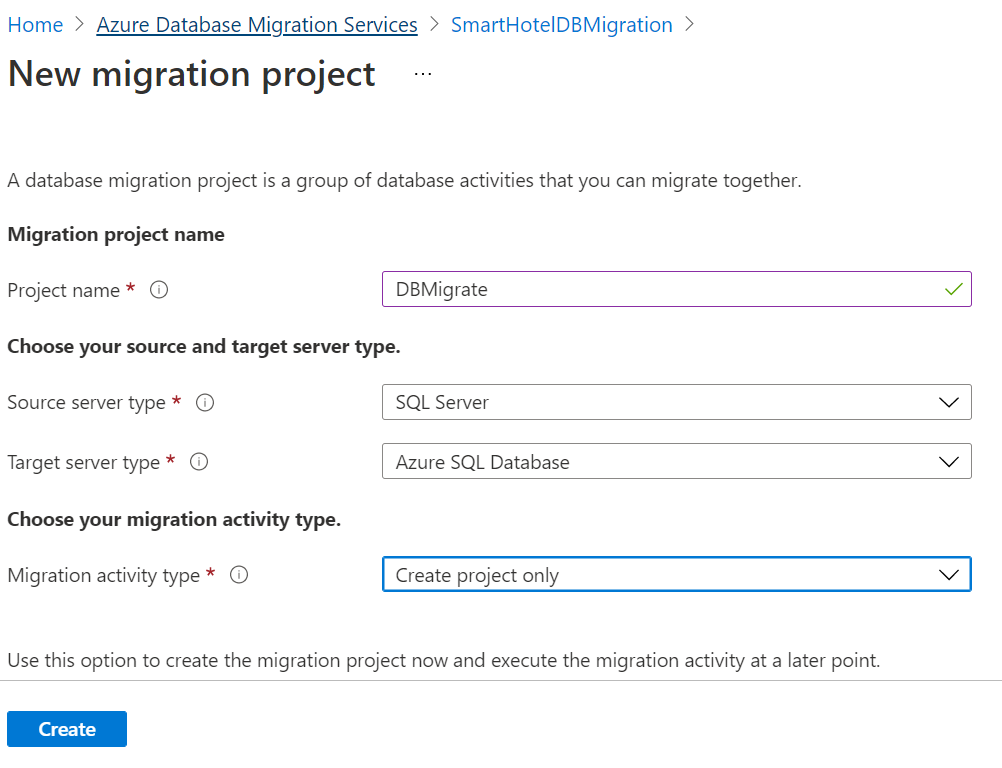 Home > Azure Database Migration Services > SmartHotelDBMigration >
New migration project ...
A database migration project is a group of database activities that you can migrate together.
Migration project name
Project name * DBMigrate
Choose your source and target server type.
Source server type * SQL Server
Target server type * Azure SQL Database
Choose your migration activity type.
Migration activity type * Create project only
Use this option to create the migration project now and execute the migration activity at a later point.
Create